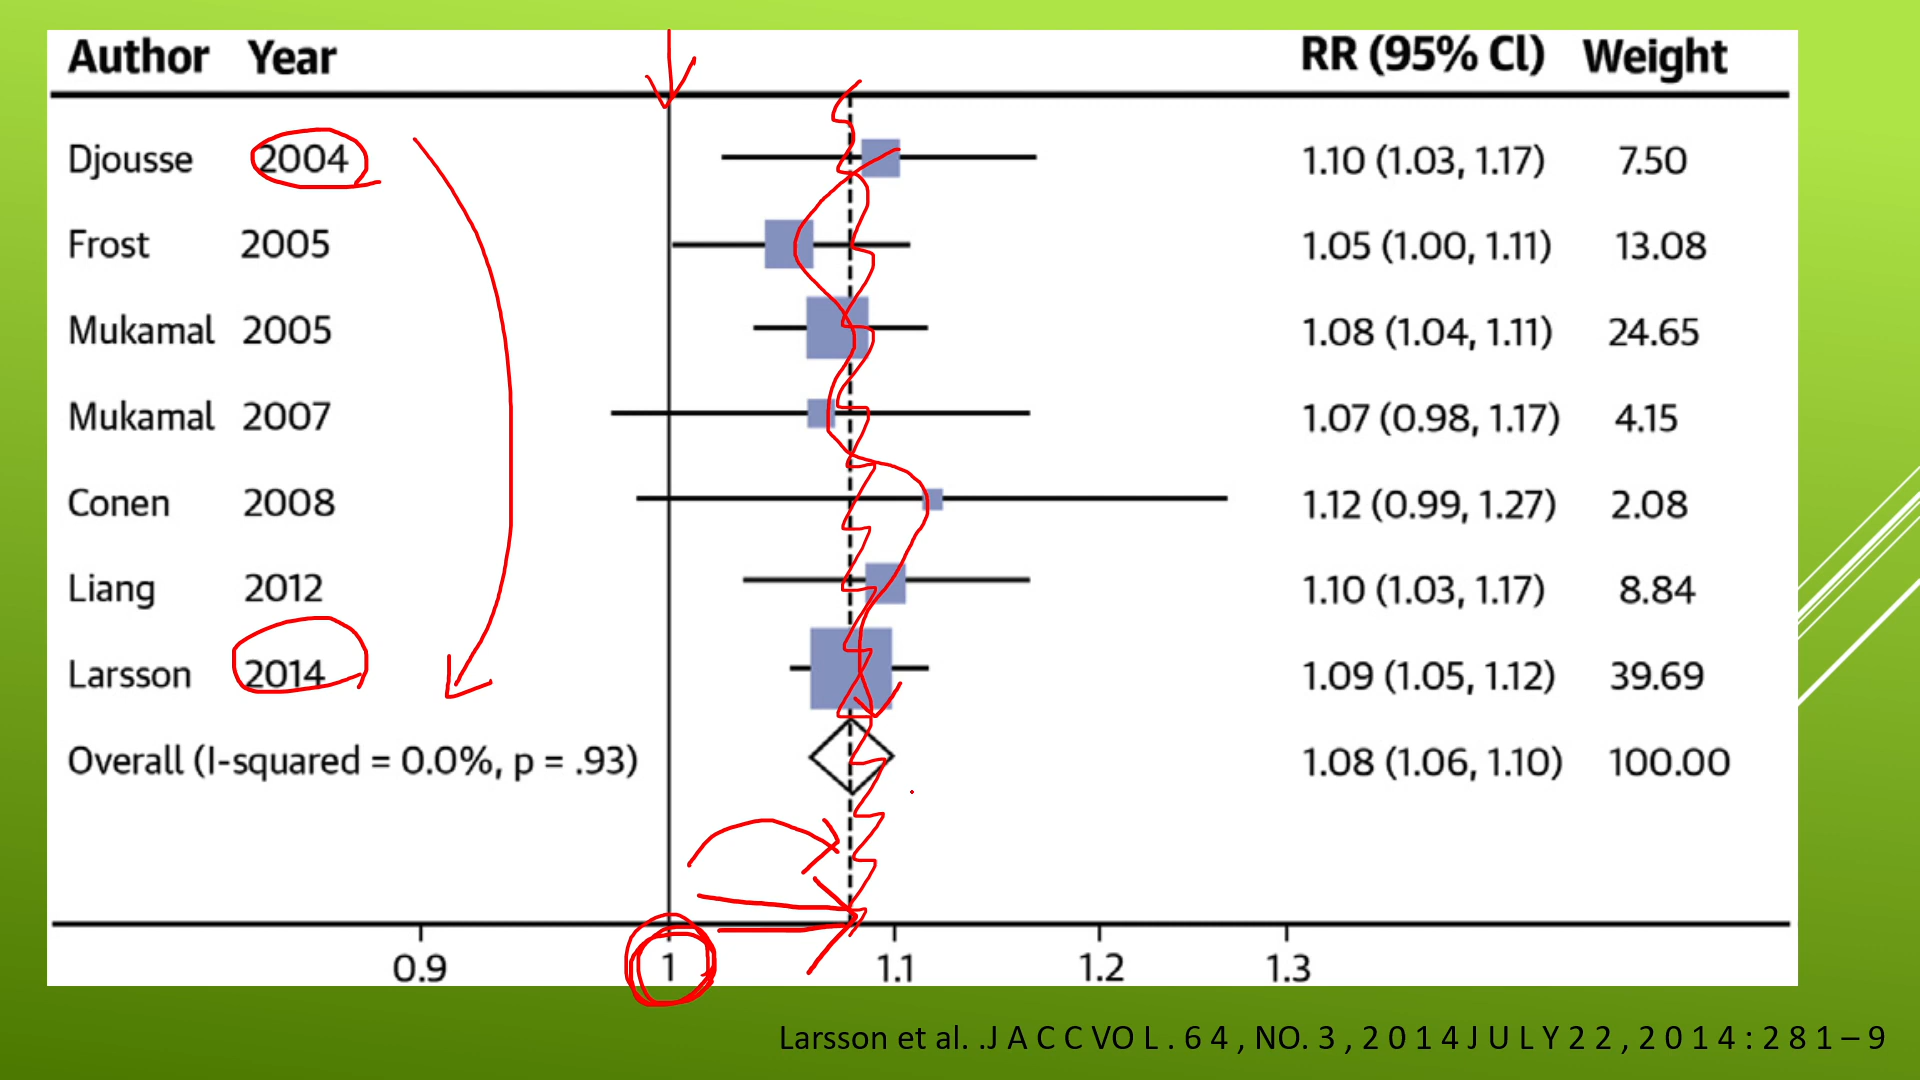 Author Year RR (95% CI) Weight
Djousse 2004 1.10 (1.03, 1.17) 7.50
Frost 2005 1.05 (1.00, 1.11) 13.08
Mukamal 2005 1.08 (1.04, 1.11) 24.65
Mukamal 2007 1.07 (0.98, 1.17) 4.15
Conen 2008 1.12 (0.99, 1.27) 2.08
Liang 2012 1.10 (1.03, 1.17) 8.84
Larsson 2014 1.09 (1.05, 1.12) 39.69
Overall (I-squared = 0.0%, p = .93) 1.08 (1.06, 1.10) 100.00
0.9 1 1.1 1.2 1.3
Larsson et al. .J A C C VO L . 6 4 , NO. 3 , 2 0 1 4 J U L Y 2 2 , 2 0 1 4 : 2 8 1 – 9